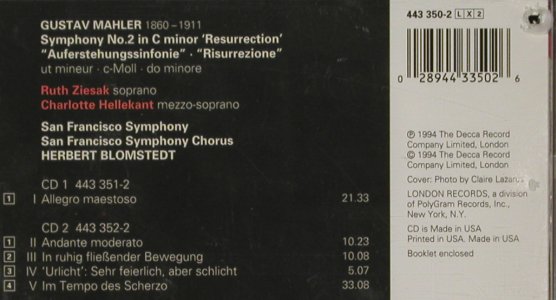 GUSTAV MAHLER 1860 – 1911
Symphony No.2 in C minor 'Resurrection'
"Auferstehungssinfonie" · "Risurrezione"
ut mineur · c-Moll · do minore
Ruth Ziesak soprano
Charlotte Hellekant mezzo-soprano
San Francisco Symphony
San Francisco Symphony Chorus
HERBERT BLOMSTEDT
CD 1 443 351-2
1 I Allegro maestoso 21.33
CD 2 443 352-2
1 II Andante moderato 10.23
2 III In ruhig fließender Bewegung 10.08
3 IV 'Urlicht': Sehr feierlich, aber schlicht 5.07
4 V Im Tempo des Scherzo 33.08
443 350-2 LX2
0 28944 33502 6
℗ 1994 The Decca Record
Company Limited, London
© 1994 The Decca Record
Company Limited, London
Cover: Photo by Claire
LONDON RECORDS, a division
of PolyGram Records, Inc.,
New York, N.Y.
CD is Made in USA
Printed in USA. Made in USA.
Booklet enclosed